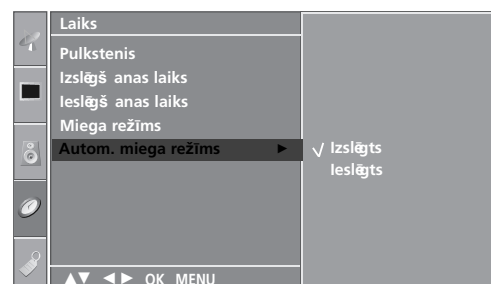 Laiks
Pulkstenis
Izslēgš anas laiks
Ieslēgš anas laiks
Miega režīms
Autom. miega režīms ►
√ Izslēgts
Ieslēgts
▲▼ ◄► OK MENU